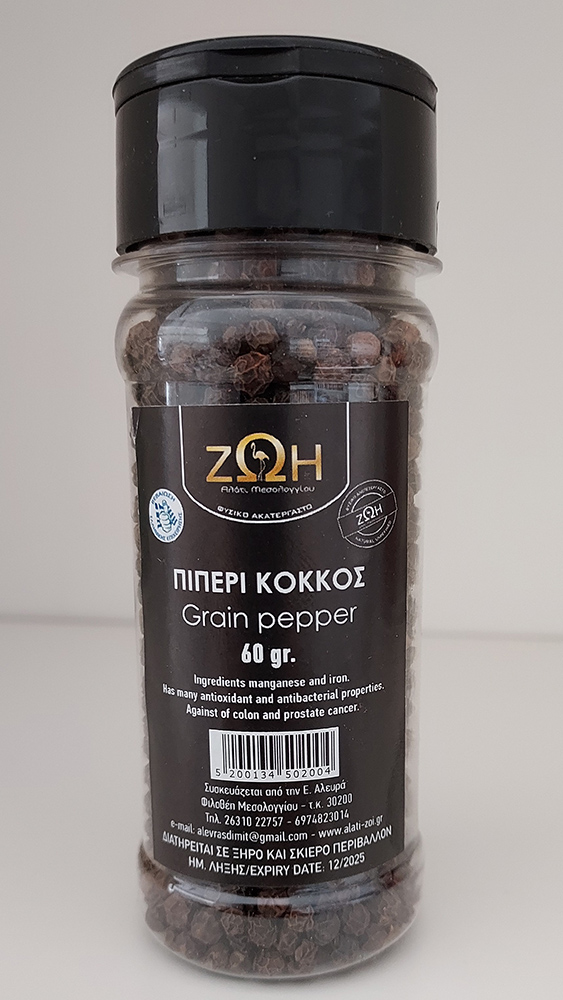 ΖΩΗ
Αλάτι Μεσολογγίου
ΦΥΣΙΚΟ ΑΚΑΤΕΡΓΑΣΤΟ
ΖΩΗ
ΠΙΠΕΡΙ ΚΟΚΚΟΣ
Grain pepper
60 gr.
Ingredients manganese and iron.
Has many antioxidant and antibacterial properties.
Against of colon and prostate cancer.
5 200134 502004
Συσκευάζεται από την Ε. Αλευρά
Φιλοθέη Μεσολογγίου - τ.κ. 30200
Τηλ. 26310 22757 - 6974823014
e-mail: alevrasdimit@gmail.com - www.alati-zoi.gr
ΔΙΑΤΗΡΕΙΤΑΙ ΣΕ ΞΗΡΟ ΚΑΙ ΣΚΙΕΡΟ ΠΕΡΙΒΑΛΛΟΝ
ΗΜ. ΛΗΞΗΣ/EXPIRY DATE: 12/2025